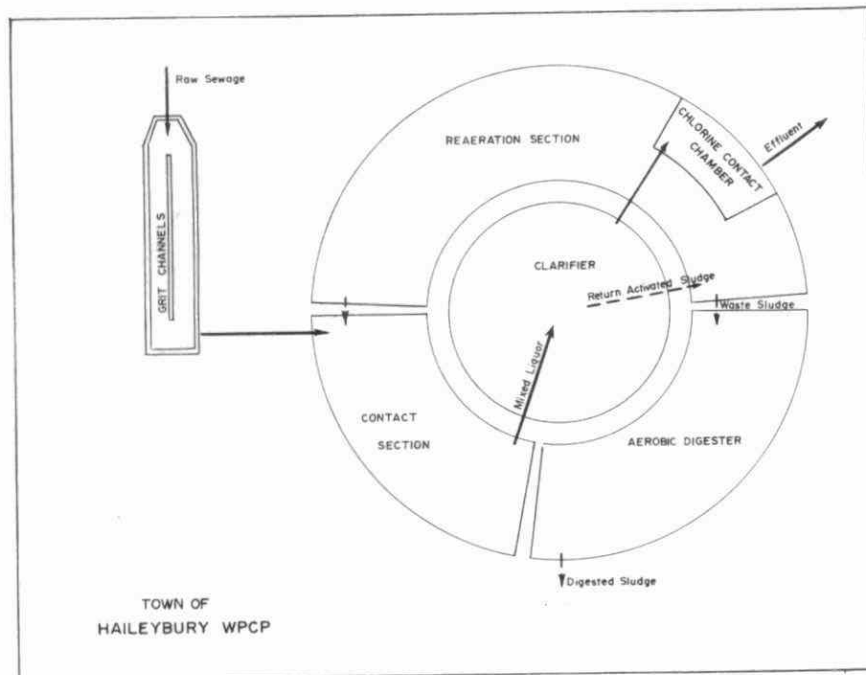 Raw Sewage
GRIT CHANNELS
REAERATION SECTION
CHLORINE CONTACT
CHAMBER
Effluent
CLARIFIER
Return Activated Sludge
Waste Sludge
Mixed Liquor
CONTACT
SECTION
AEROBIC DIGESTER
Digested Sludge
TOWN OF
HAILEYBURY WPCP